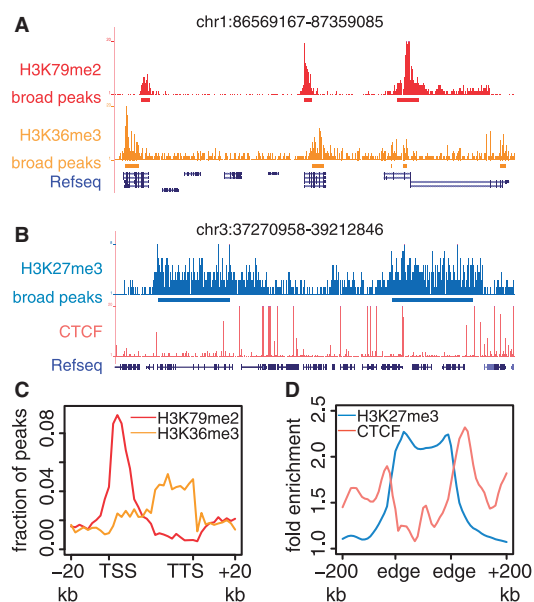 A
chr1:86569167-87359085
H3K79me2
broad peaks
H3K36me3
broad peaks
Refseq
B
chr3:37270958-39212846
H3K27me3
broad peaks
CTCF
Refseq
C
fraction of peaks
0.00 0.04 0.08
H3K79me2
H3K36me3
−20 kb TSS TTS +20 kb
D
fold enrichment
1.0 1.5 2.0 2.5
H3K27me3
CTCF
−200 kb edge edge +200 kb